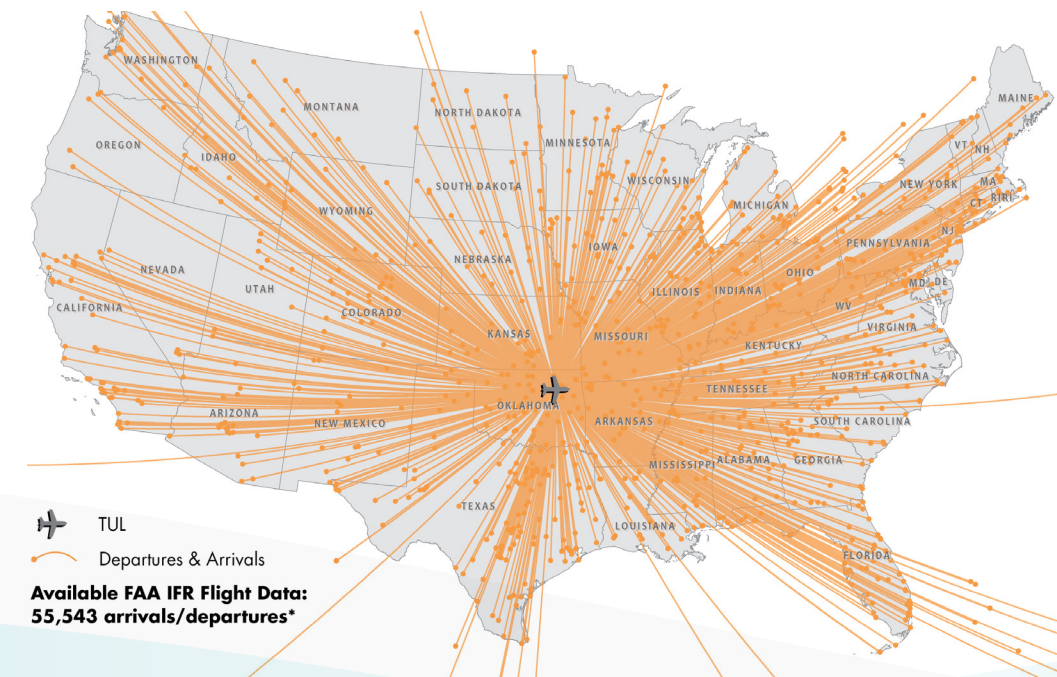 WASHINGTON
MAINE
MONTANA
NORTH DAKOTA
OREGON
MINNESOTA
VT
NH
IDAHO
WISCONSIN
SOUTH DAKOTA
NEW YORK
MA
CT
RIRI
WYOMING
MICHIGAN
NJ
PENNSYLVANIA
IOWA
NEBRASKA
NEVADA
OHIO
UTAH
ILLINOIS
INDIANA
MD
DE
CALIFORNIA
COLORADO
WV
VIRGINIA
KANSAS
MISSOURI
KENTUCKY
NORTH CAROLINA
TENNESSEE
OKLAHOMA
ARIZONA
NEW MEXICO
ARKANSAS
SOUTH CAROLINA
MISSISSIPPI
ALABAMA
GEORGIA
TEXAS
LOUISIANA
FLORIDA
TUL
Departures & Arrivals
Available FAA IFR Flight Data:
55,543 arrivals/departures*